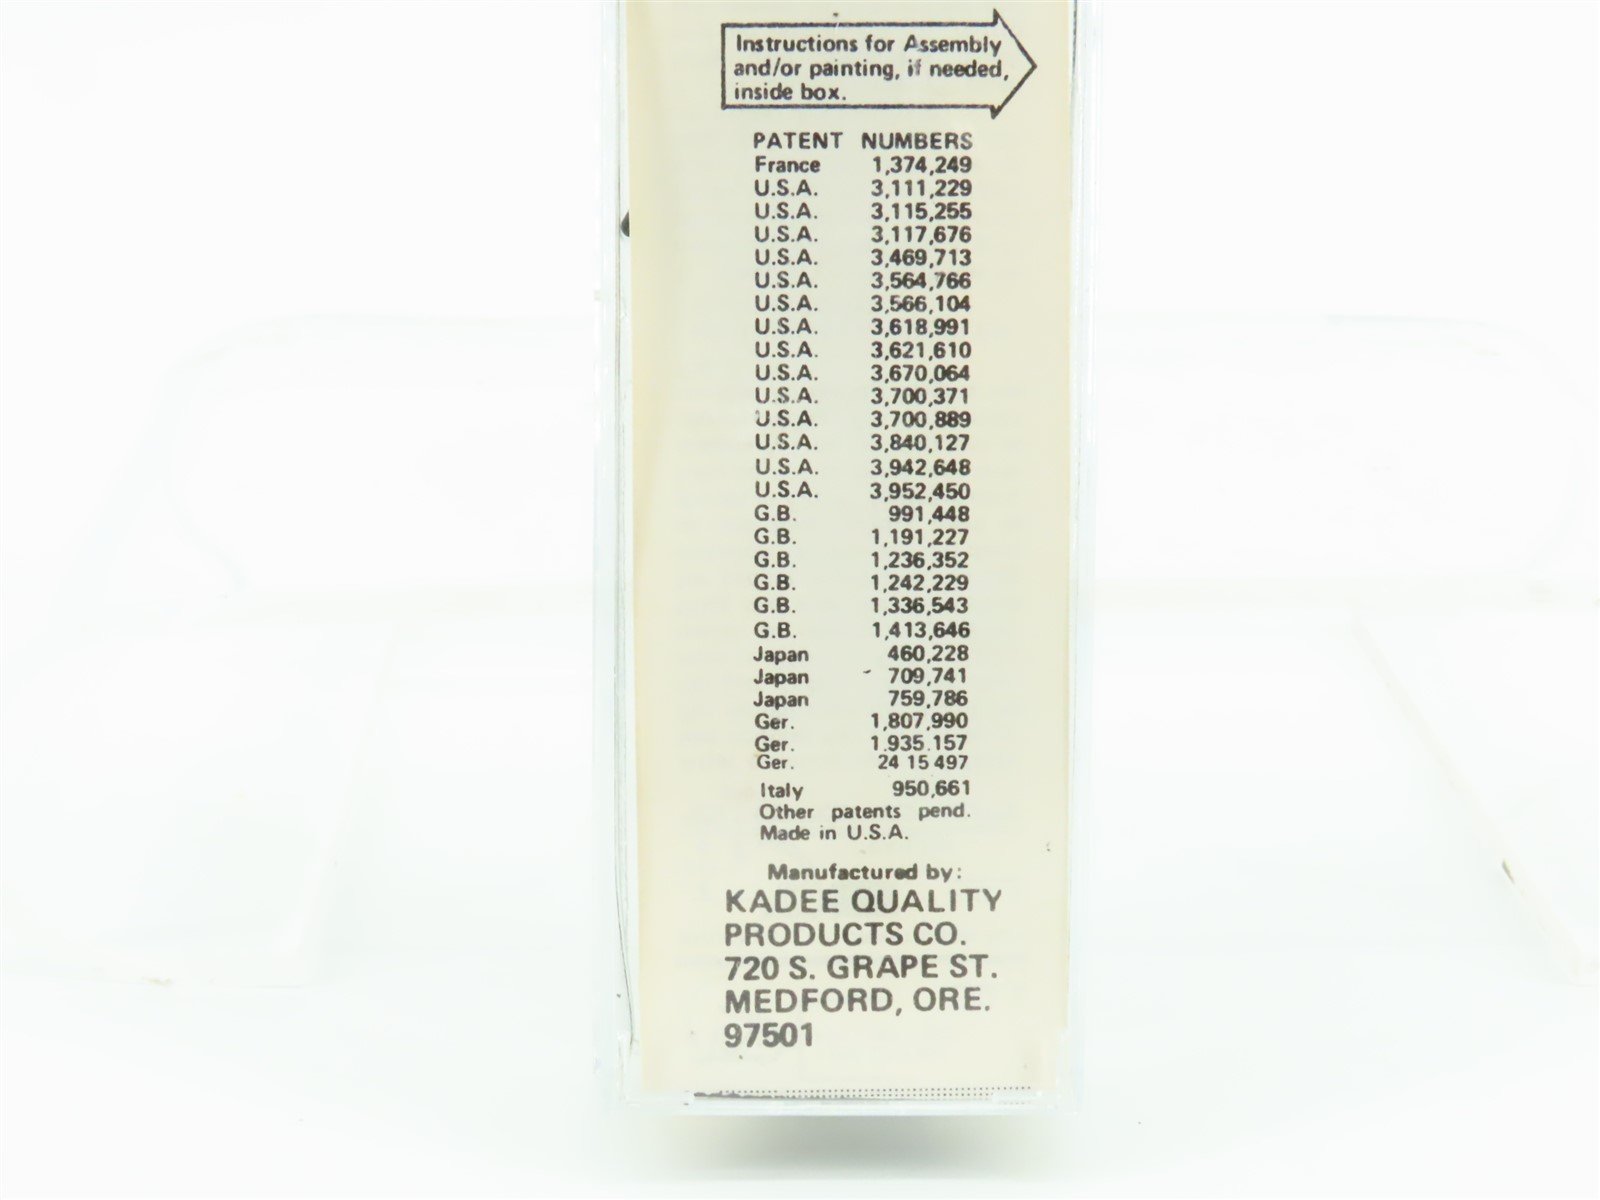 Instructions for Assembly
and/or painting, if needed,
inside box.
PATENT NUMBERS
France 1,374,249
U.S.A. 3,111,229
U.S.A. 3,115,255
U.S.A. 3,117,676
U.S.A. 3,469,713
U.S.A. 3,564,766
U.S.A. 3,566,104
U.S.A. 3,618,991
U.S.A. 3,621,610
U.S.A. 3,670,064
U.S.A. 3,700,371
U.S.A. 3,700,889
U.S.A. 3,840,127
U.S.A. 3,942,648
U.S.A. 3,952,450
G.B. 991,448
G.B. 1,191,227
G.B. 1,236,352
G.B. 1,242,229
G.B. 1,336,543
G.B. 1,413,646
Japan 460,228
Japan 709,741
Japan 759,786
Ger. 1,807,990
Ger. 1.935.157
Ger. 24 15 497
Italy 950,661
Other patents pend.
Made in U.S.A.
Manufactured by:
KADEE QUALITY
PRODUCTS CO.
720 S. GRAPE ST.
MEDFORD, ORE.
97501